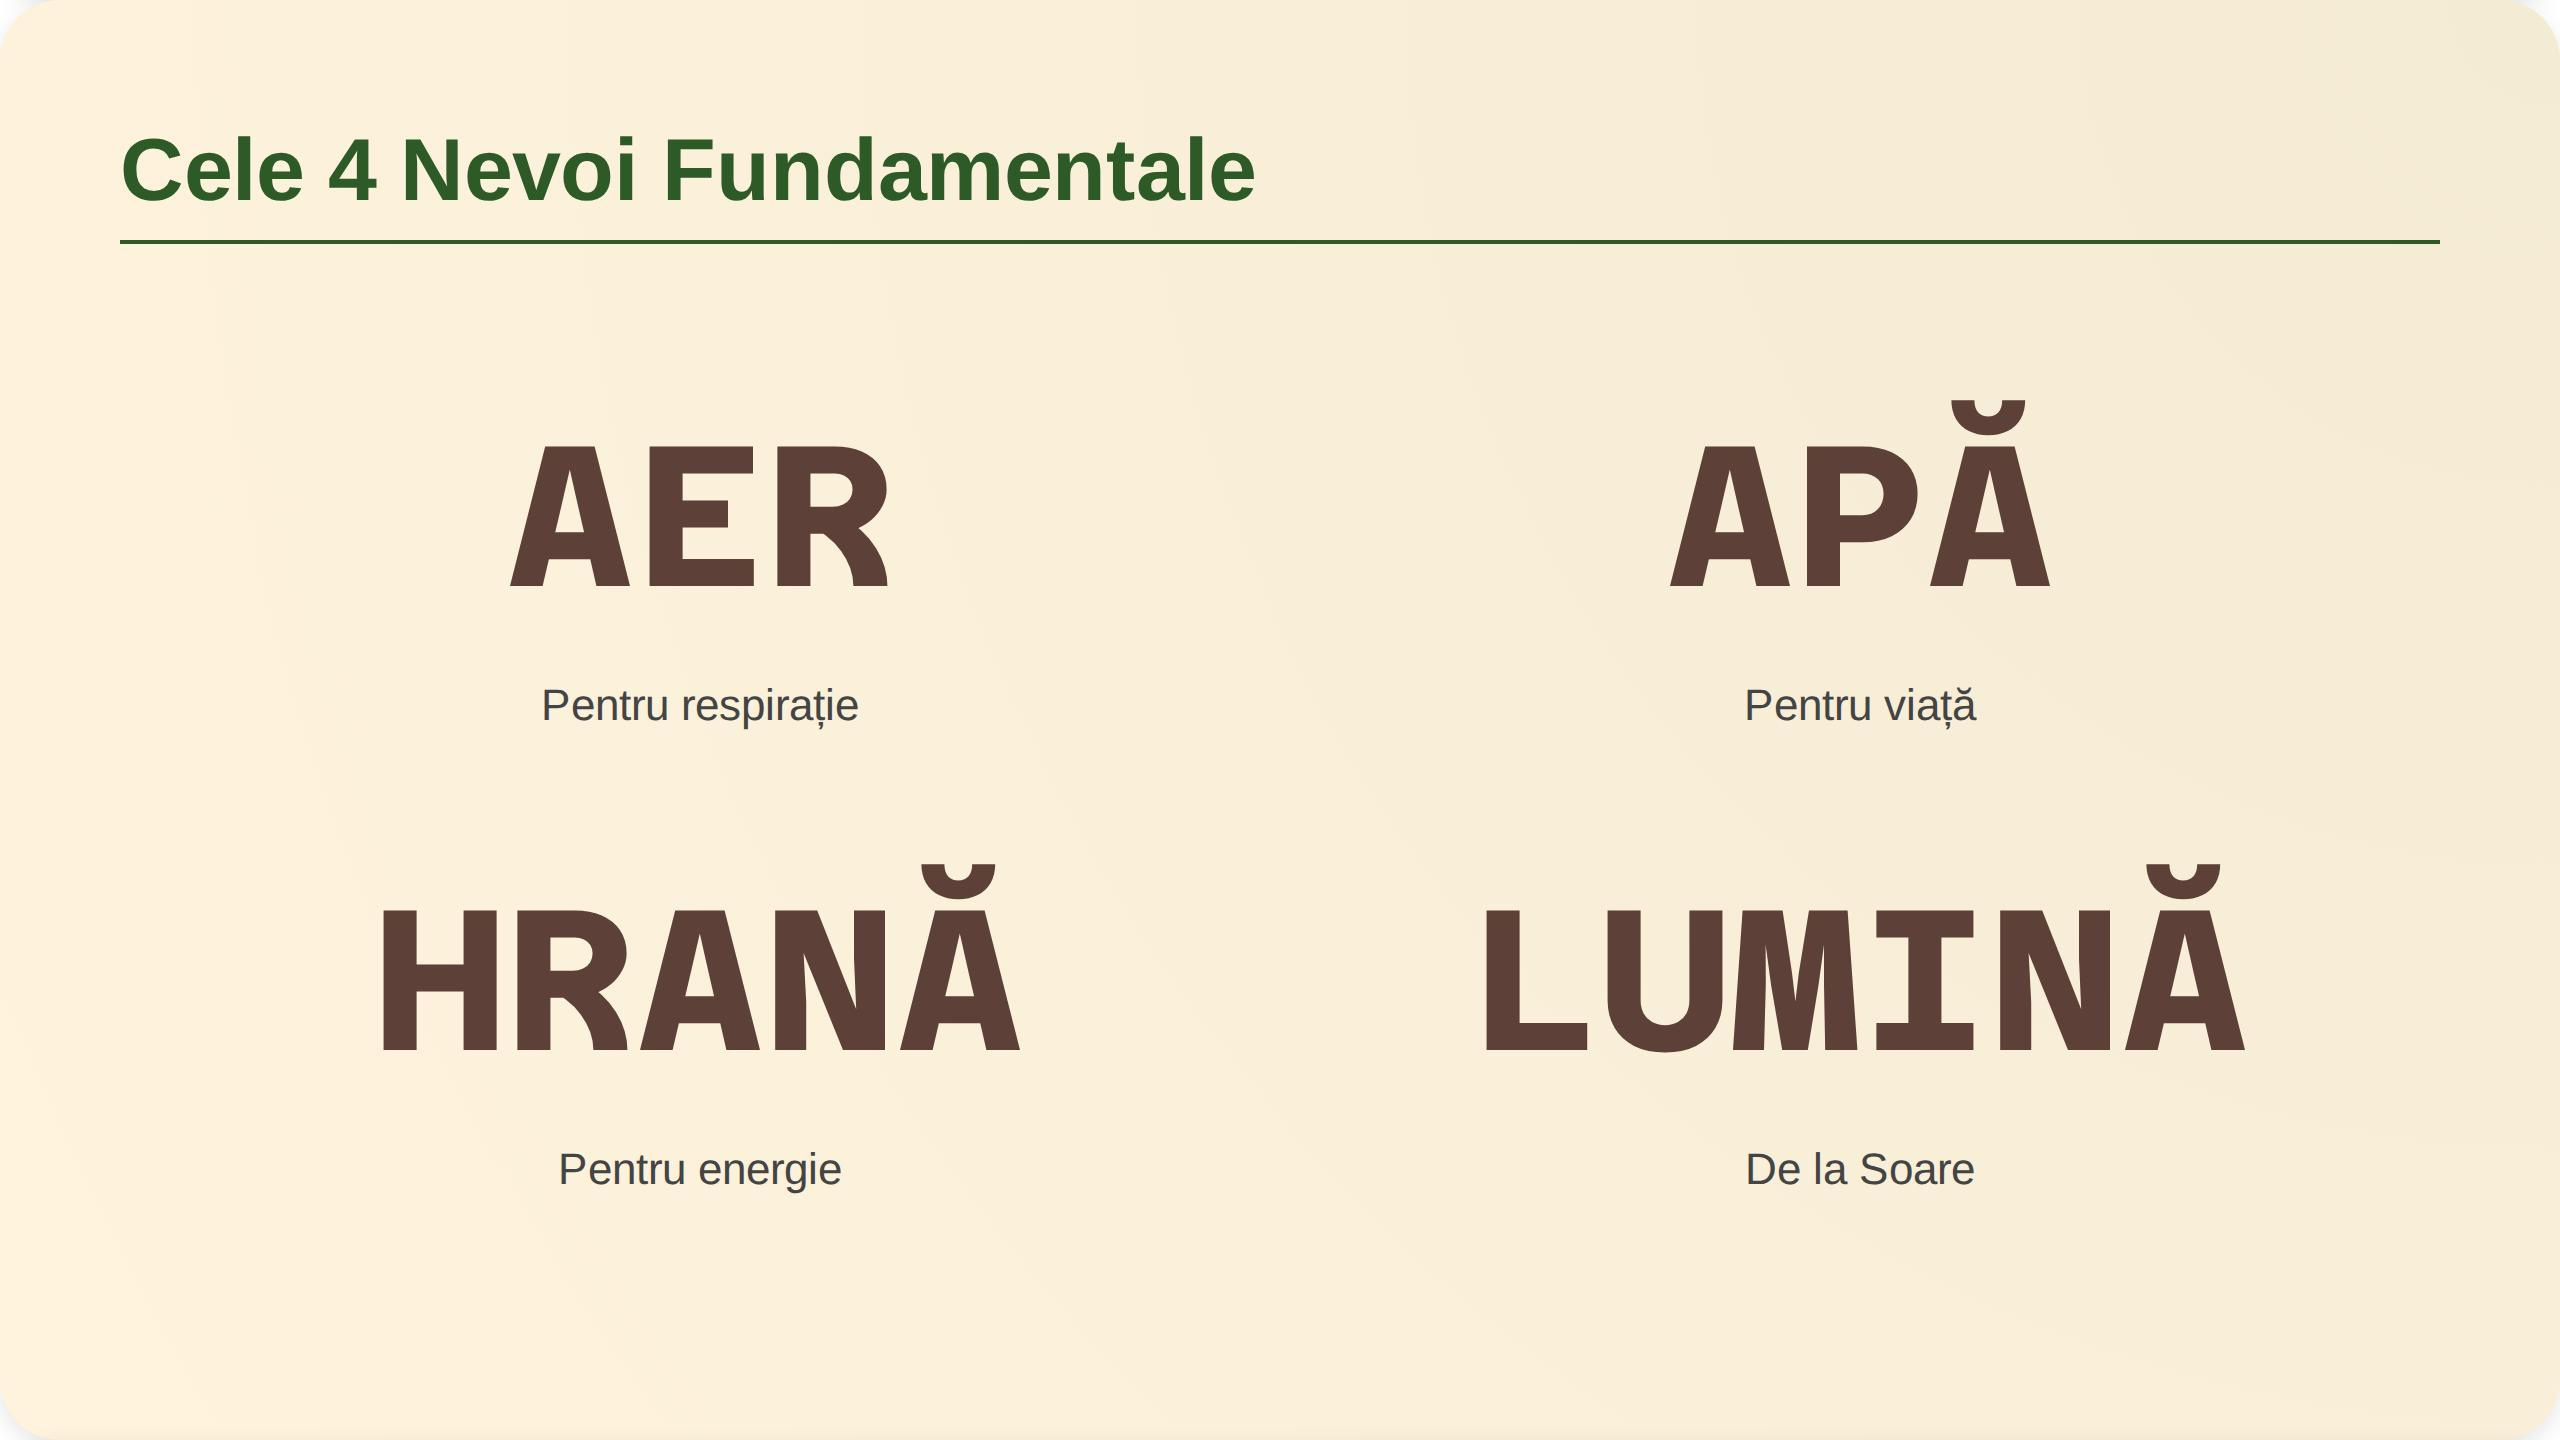 Cele 4 Nevoi Fundamentale
AER
Pentru respirație
APĂ
Pentru viață
HRANĂ
Pentru energie
LUMINĂ
De la Soare